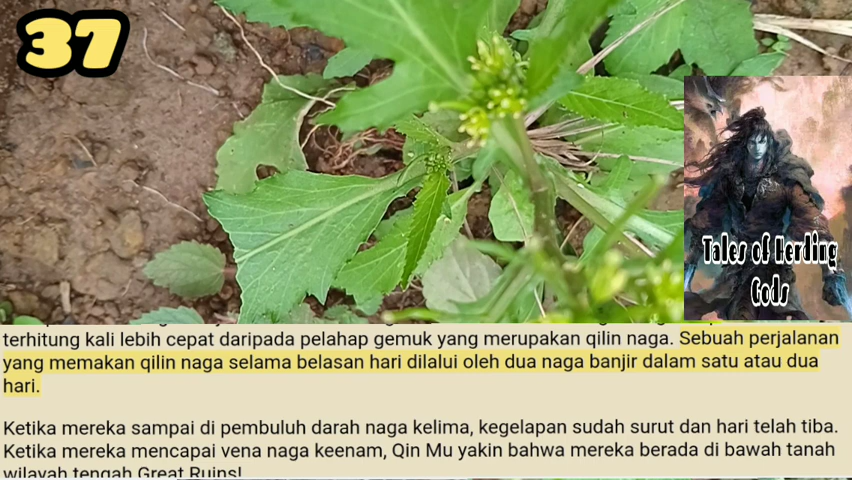 37
Tales of Herding
Gods
terhitung kali lebih cepat daripada pelahap gemuk yang merupakan qilin naga. Sebuah perjalanan
yang memakan qilin naga selama belasan hari dilalui oleh dua naga banjir dalam satu atau dua
hari.
Ketika mereka sampai di pembuluh darah naga kelima, kegelapan sudah surut dan hari telah tiba.
Ketika mereka mencapai vena naga keenam, Qin Mu yakin bahwa mereka berada di bawah tanah
wilayah tengah Great Ruins!